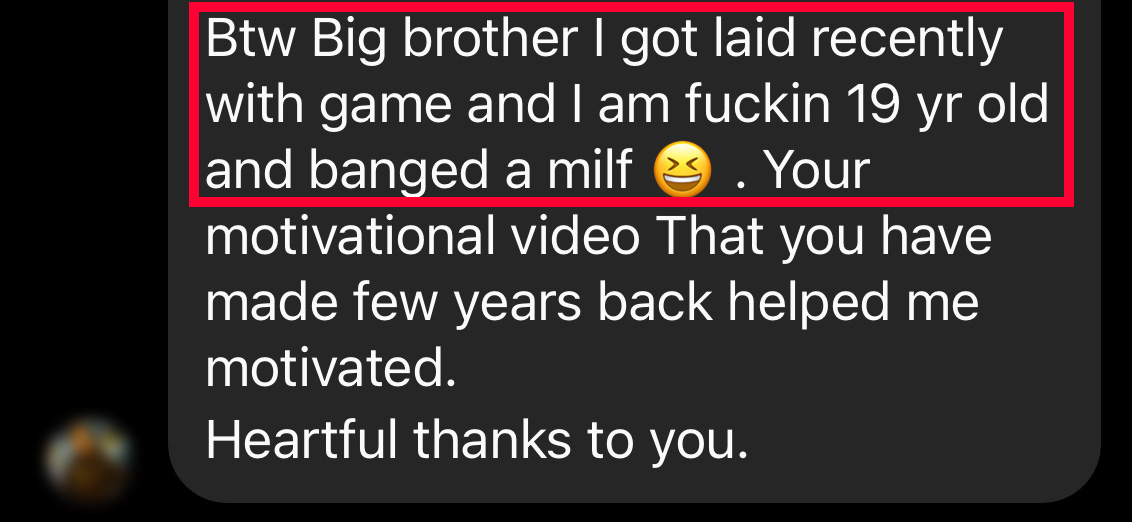 Btw Big brother I got laid recently
with game and I am fuckin 19 yr old
and banged a milf 😆 . Your
motivational video That you have
made few years back helped me
motivated.
Heartful thanks to you.